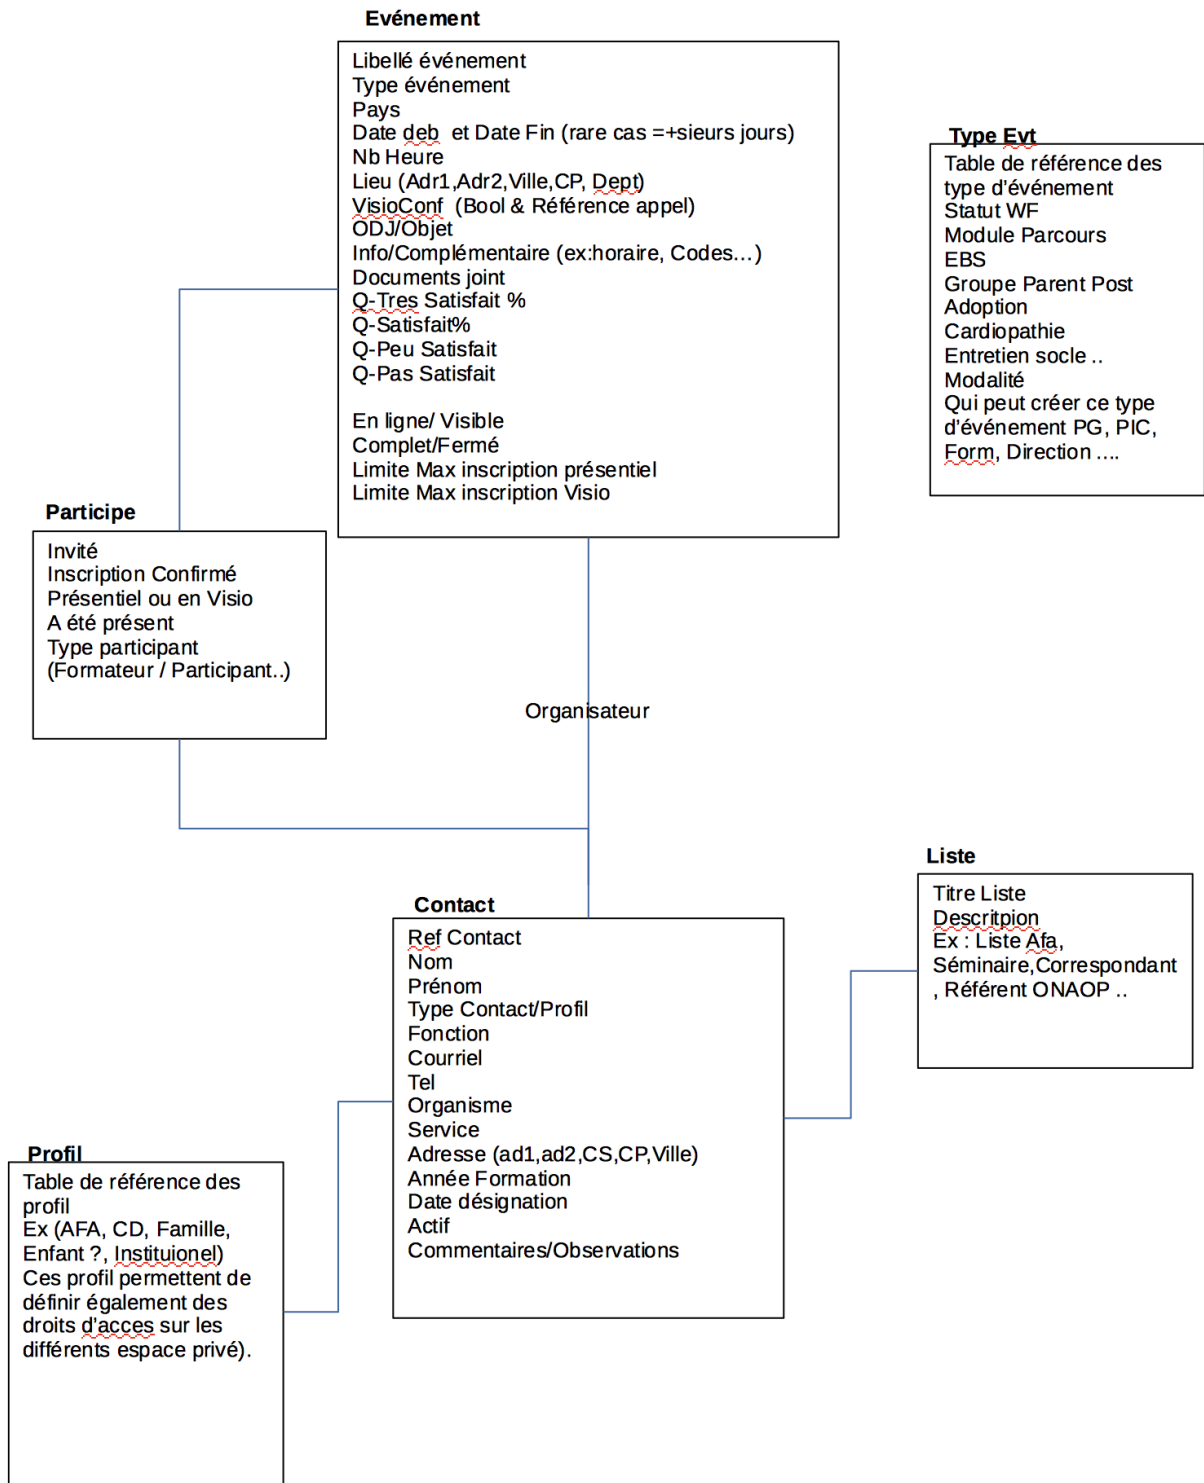 Evénement
Libellé événement
Type événement
Pays
Date deb  et Date Fin (rare cas =+sieurs jours)
Nb Heure
Lieu (Adr1,Adr2,Ville,CP, Dept)
VisioConf  (Bool & Référence appel)
ODJ/Objet
Info/Complémentaire (ex:horaire, Codes…)
Documents joint
Q-Tres Satisfait %
Q-Satisfait%
Q-Peu Satisfait
Q-Pas Satisfait
En ligne/ Visible
Complet/Fermé
Limite Max inscription présentiel
Limite Max inscription Visio
Type Evt
Table de référence des
type d'événement
Statut WF
Module Parcours
EBS
Groupe Parent Post
Adoption
Cardiopathie
Entretien socle ..
Modalité
Qui peut créer ce type
d'événement PG, PIC,
Form, Direction ….
Participe
Invité
Inscription Confirmé
Présentiel ou en Visio
A été présent
Type participant
(Formateur / Participant..)
Organisateur
Liste
Titre Liste
Descritpion
Ex : Liste Afa,
Séminaire,Correspondant
, Référent ONAOP ..
Contact
Ref Contact
Nom
Prénom
Type Contact/Profil
Fonction
Courriel
Tel
Organisme
Service
Adresse (ad1,ad2,CS,CP,Ville)
Année Formation
Date désignation
Actif
Commentaires/Observations
Profil
Table de référence des
profil
Ex (AFA, CD, Famille,
Enfant ?, Instituionel)
Ces profil permettent de
définir également des
droits d'acces sur les
différents espace privé).